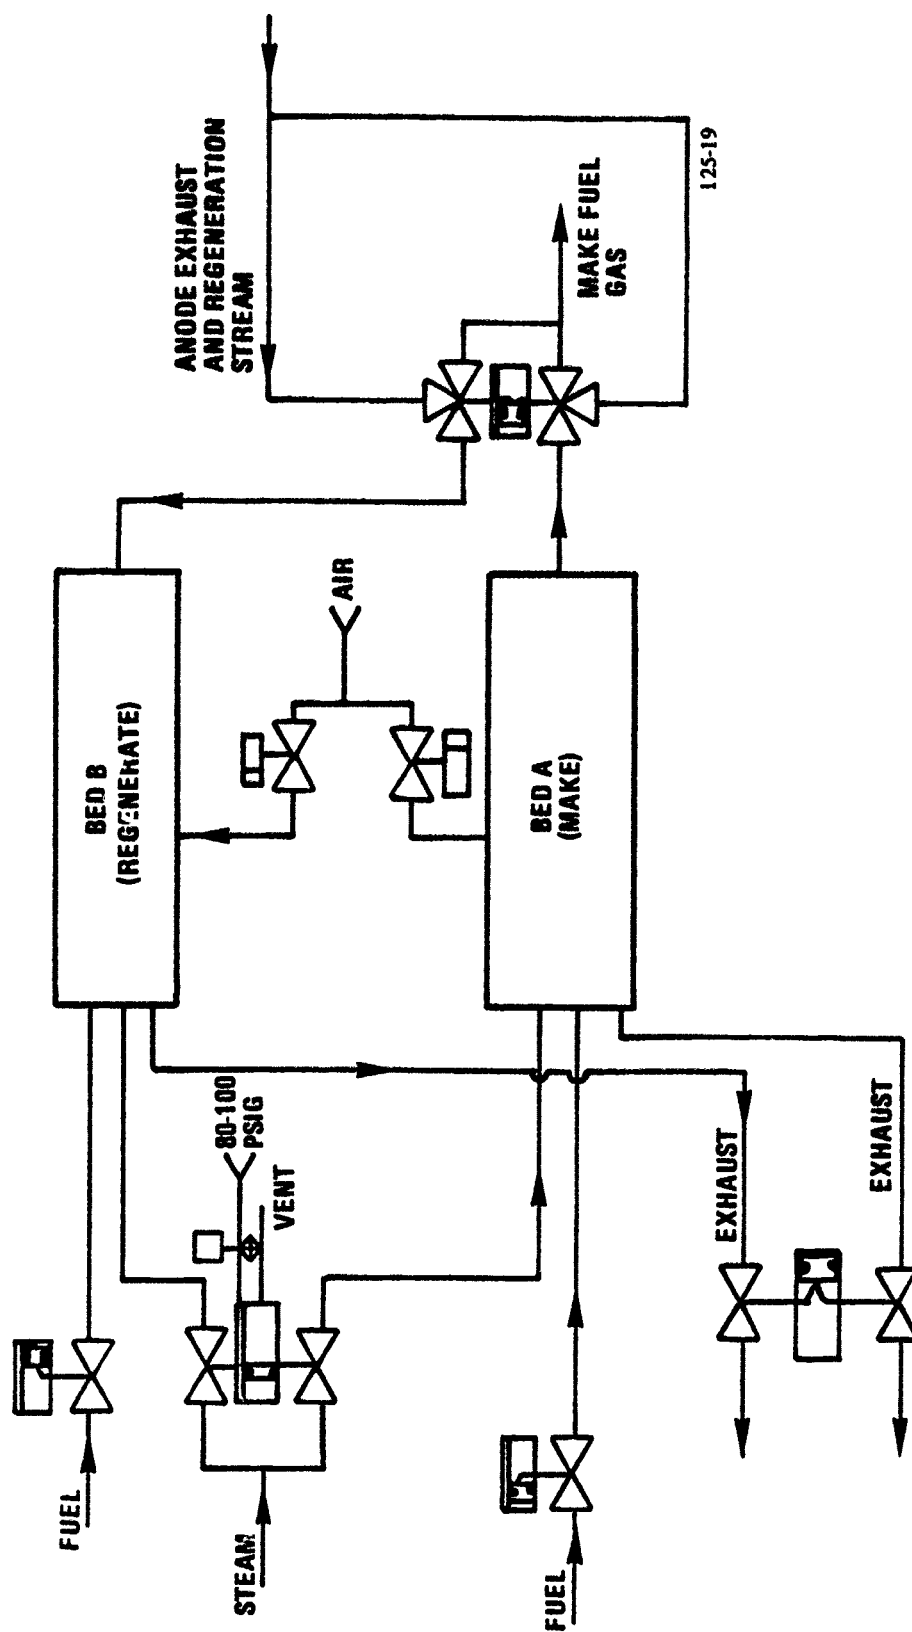 FUEL
STEAM
80-100
PSIG
VENT
BED B
(REGENERATE)
ANODE EXHAUST
AND REGENERATION
STREAM
AIR
FUEL
BED A
(MAKE)
MAKE FUEL
GAS
EXHAUST
EXHAUST
125-19